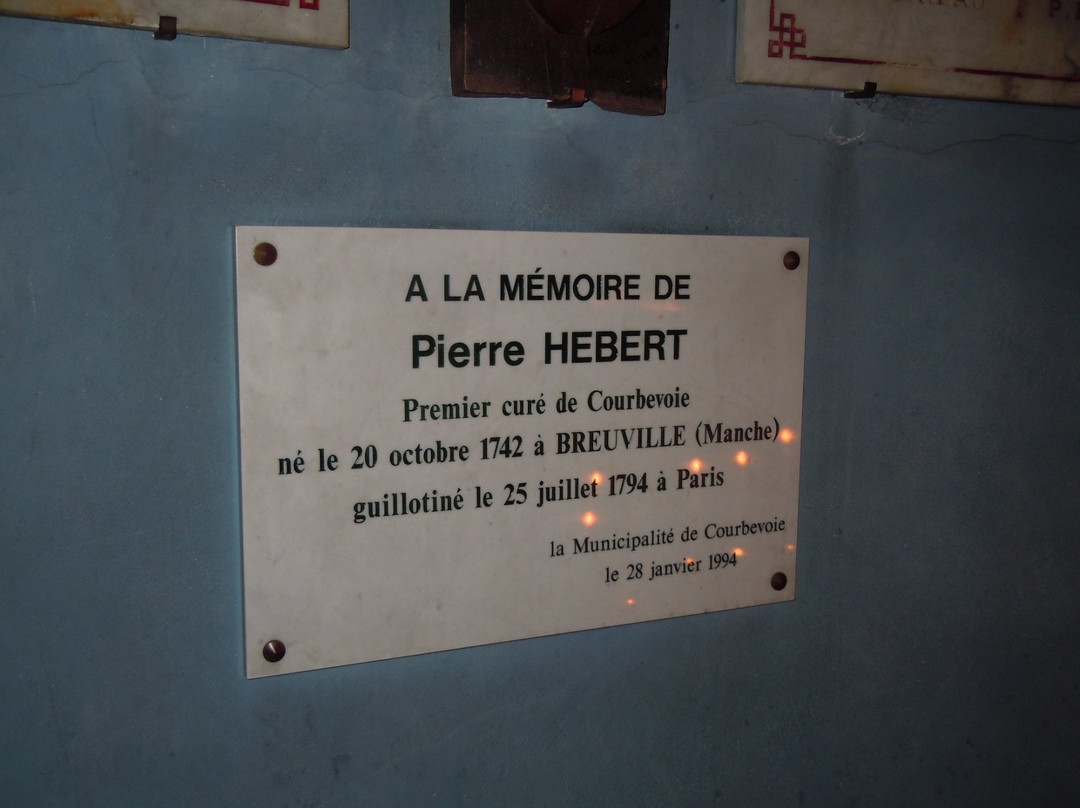 A LA MÉMOIRE DE
Pierre HEBERT
Premier curé de Courbevoie
né le 20 octobre 1742 à BREUVILLE (Manche)
guillotiné le 25 juillet 1794 à Paris
la Municipalité de Courbevoie
le 28 janvier 1994